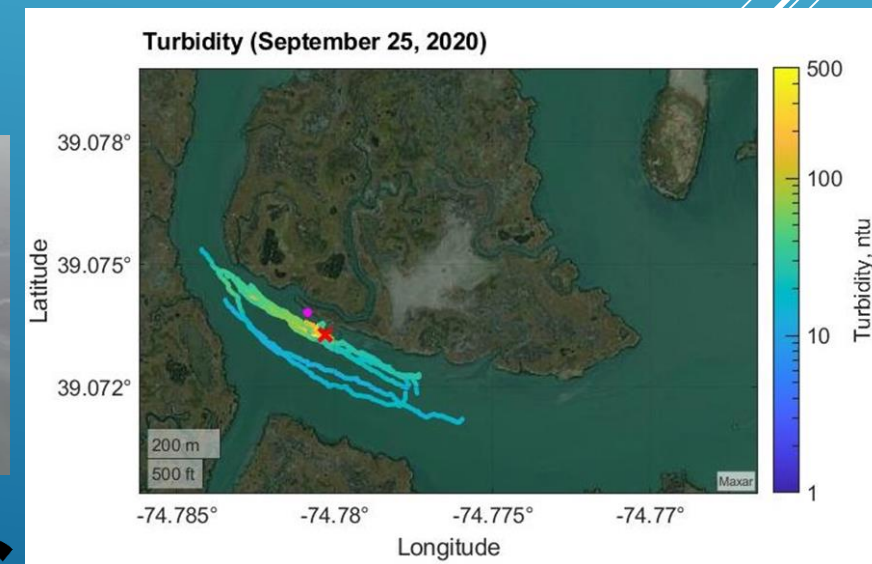 Turbidity (September 25, 2020)
39.078°
39.075°
39.072°
Latitude
200 m
500 ft
Maxar
-74.785°
-74.78°
-74.775°
-74.77°
Longitude
500
100
10
1
Turbidity, ntu